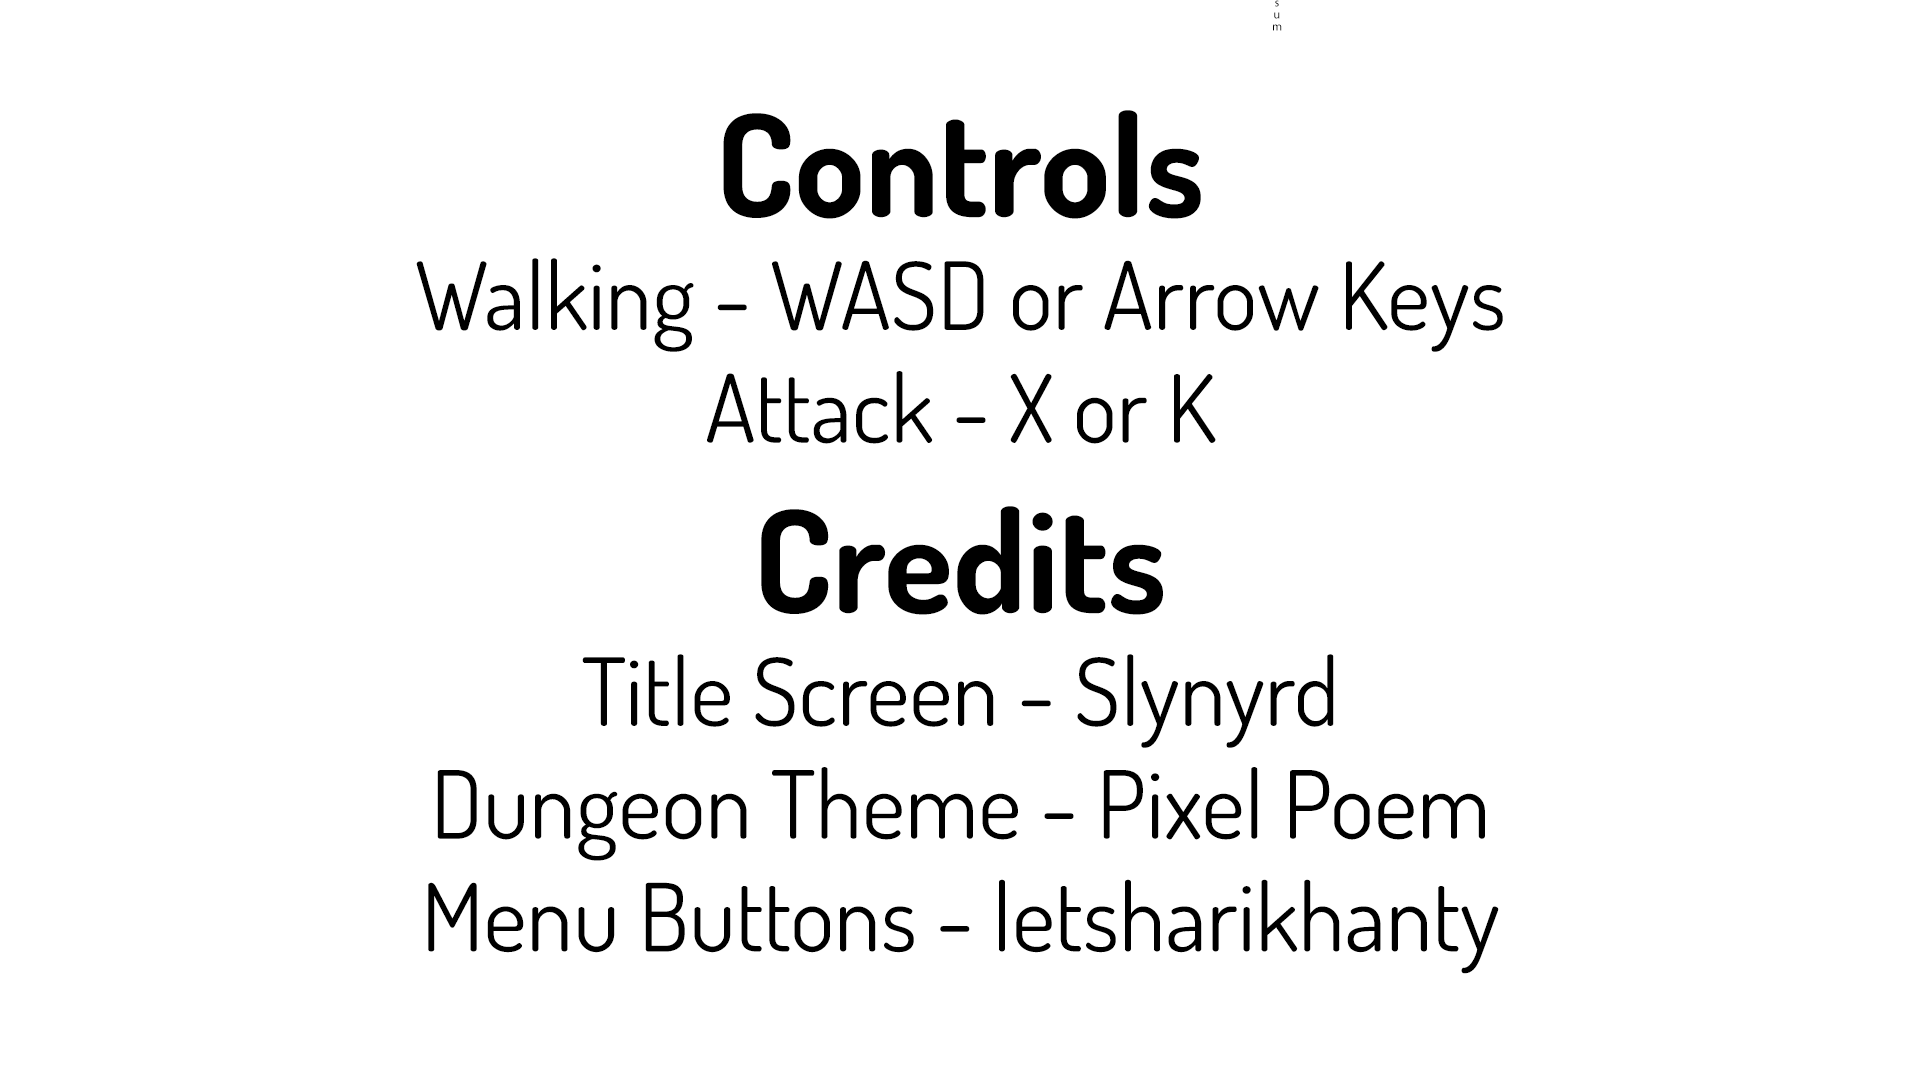 s
u
m
Controls
Walking - WASD or Arrow Keys
Attack - X or K
Credits
Title Screen - Slynyrd
Dungeon Theme - Pixel Poem
Menu Buttons - letsharikhanty